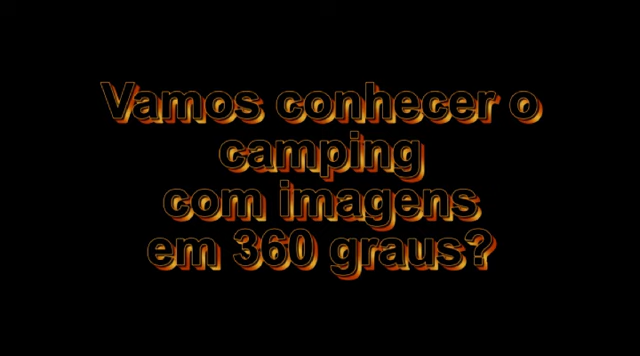 Vamos conhecer o
camping
com imagens
em 360 graus?